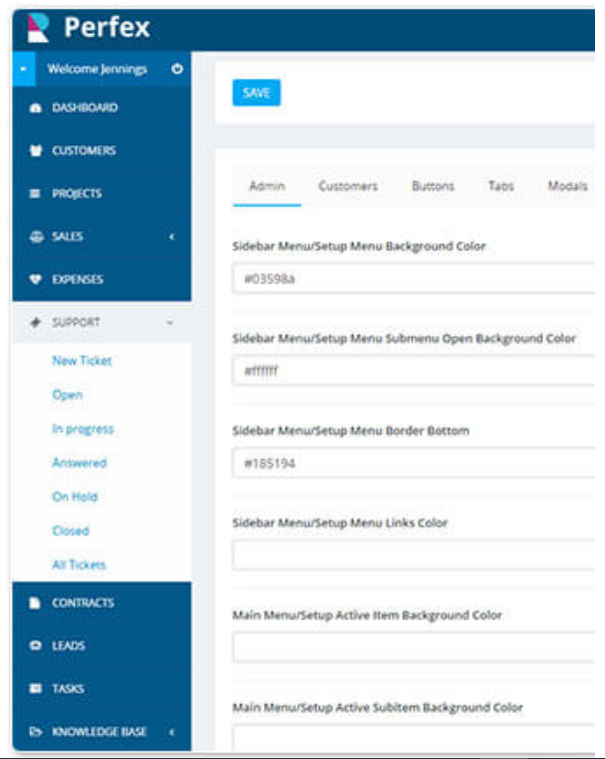 Perfex
Welcome Jennings
DASHBOARD
CUSTOMERS
PROJECTS
SALES
EXPENSES
SUPPORT
New Ticket
Open
In progress
Answered
On Hold
Closed
All Tickets
CONTRACTS
LEADS
TASKS
KNOWLEDGE BASE
SAVE
Admin Customers Buttons Tabs Modals
Sidebar Menu/Setup Menu Background Color
#03598a
Sidebar Menu/Setup Menu Submenu Open Background Color
#ffffff
Sidebar Menu/Setup Menu Border Bottom
#185194
Sidebar Menu/Setup Menu Links Color
Main Menu/Setup Active Item Background Color
Main Menu/Setup Active Subitem Background Color